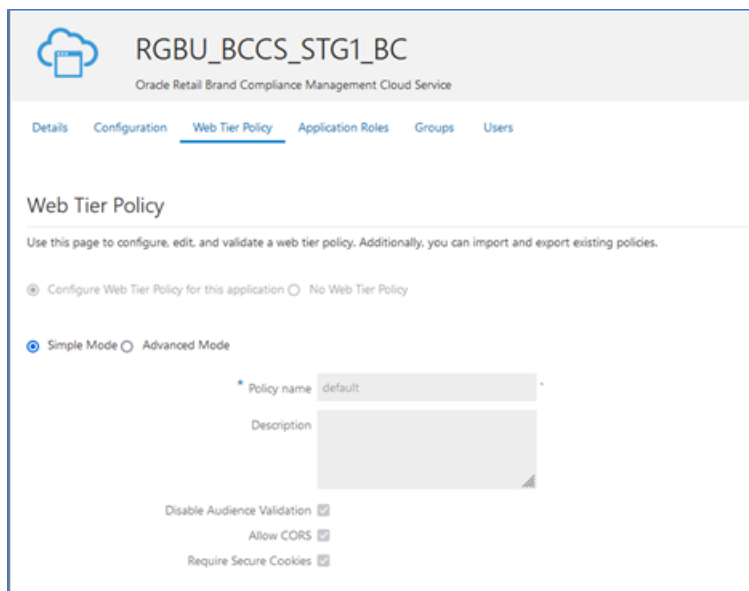 RGBU_BCCS_STG1_BC
Oracle Retail Brand Compliance Management Cloud Service
Details Configuration Web Tier Policy Application Roles Groups Users
Web Tier Policy
Use this page to configure, edit, and validate a web tier policy. Additionally, you can import and export existing policies.
Configure Web Tier Policy for this application No Web Tier Policy
Simple Mode Advanced Mode
* Policy name default
Description
Disable Audience Validation
Allow CORS
Require Secure Cookies